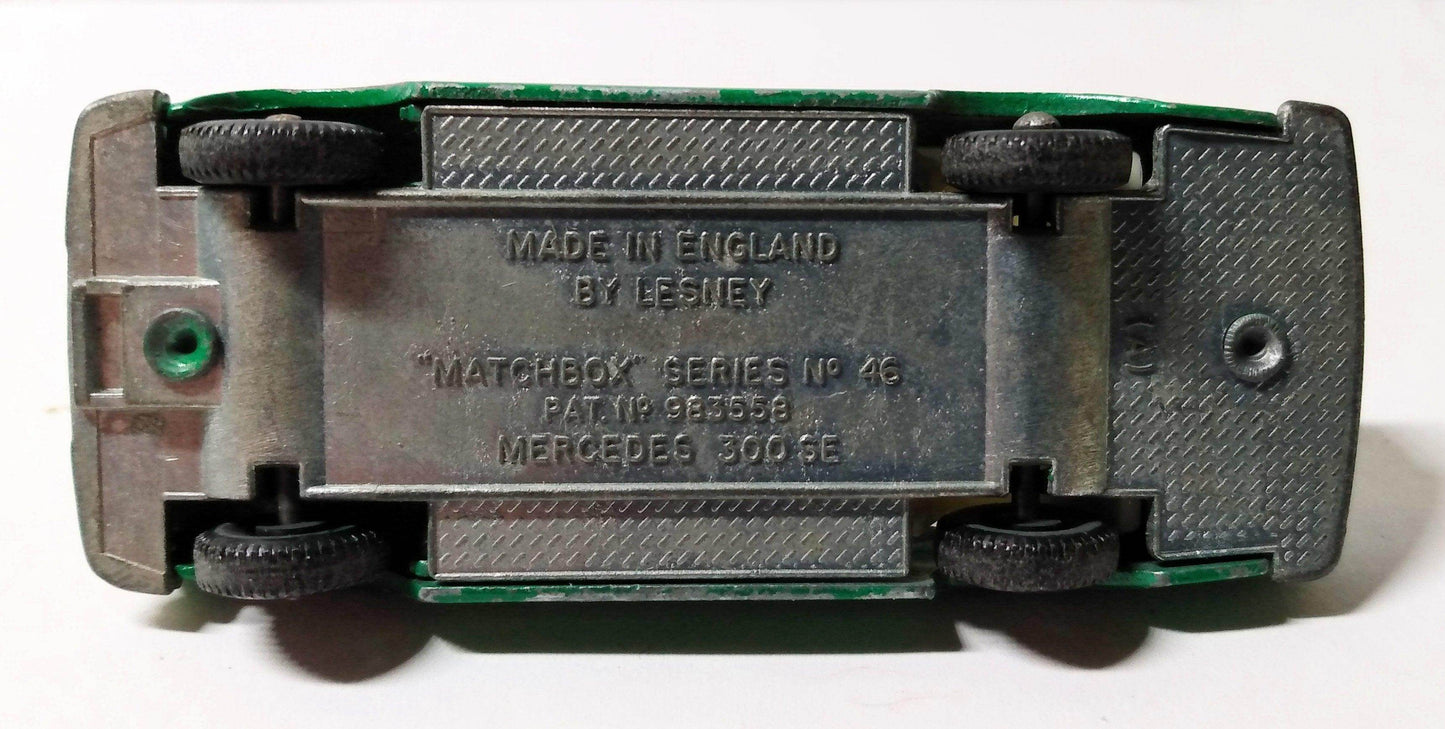 MADE IN ENGLAND
BY LESNEY
"MATCHBOX" SERIES Nº 46
PAT. Nº 983558
MERCEDES 300 SE
(A)